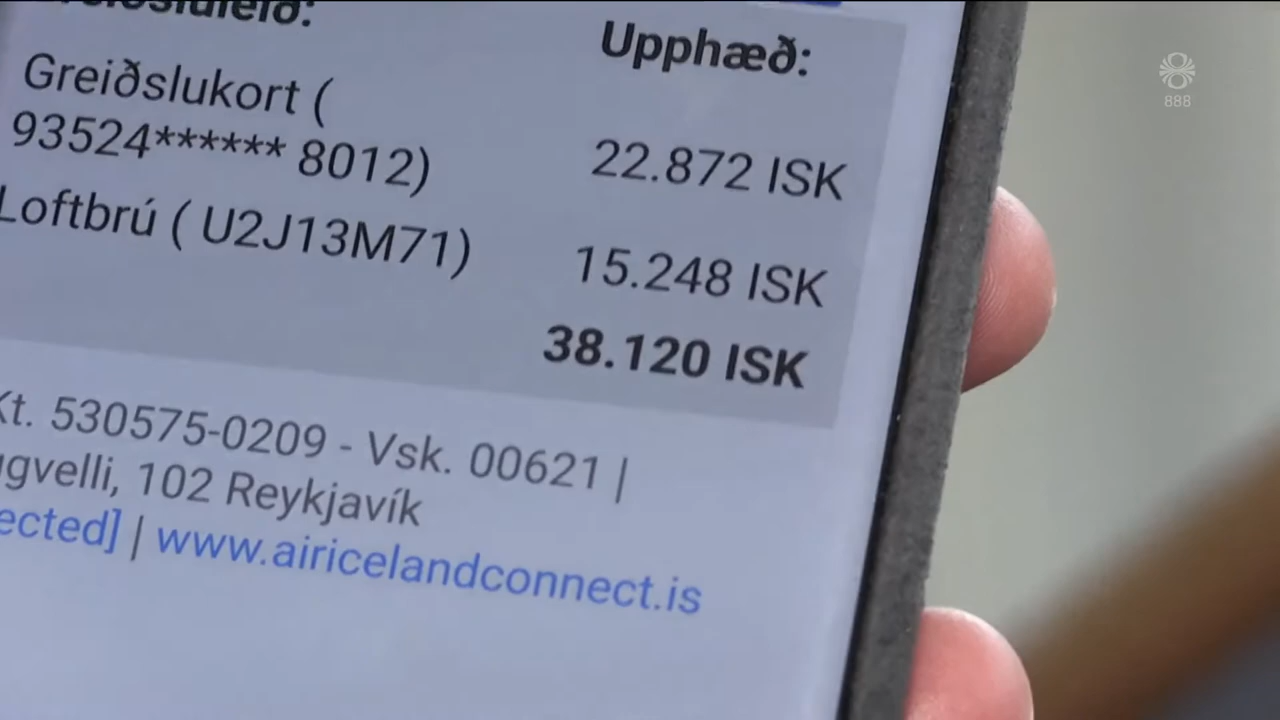 Upphæð:
Greiðslukort (
93524****** 8012)
22.872 ISK
Loftbrú ( U2J13M71)
15.248 ISK
38.120 ISK
Kt. 530575-0209 - Vsk. 00621 |
102 Reykjavík
ected] | www.airicelandconnect.is
888